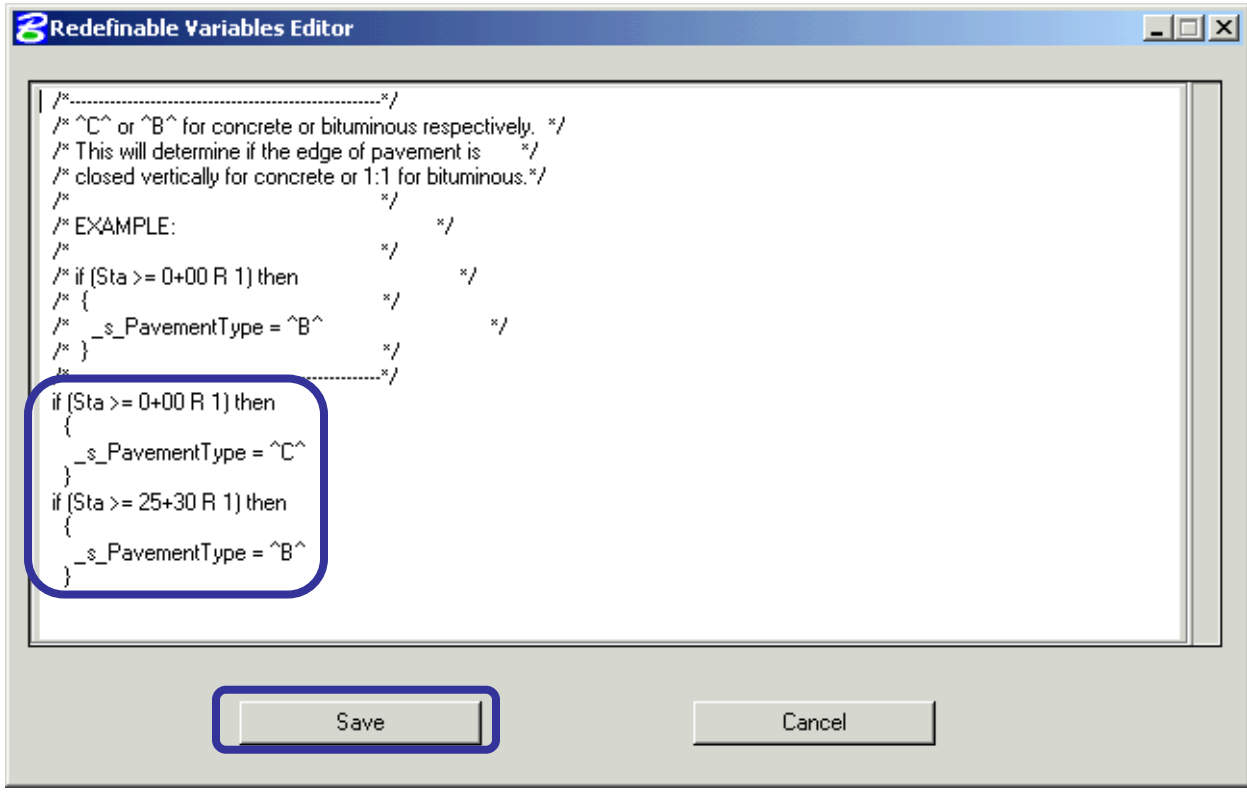 Redefinable Variables Editor
/*------------------------------------------------------*/
/* ^C^ or ^B^ for concrete or bituminous respectively. */
/* This will determine if the edge of pavement is */
/* closed vertically for concrete or 1:1 for bituminous.*/
/* */
/* EXAMPLE: */
/* */
/* if (Sta >= 0+00 R 1) then */
/* { */
/* _s_PavementType = ^B^ */
/* } */
/*------------------------------------------------------*/
if (Sta >= 0+00 R 1) then
{
_s_PavementType = ^C^
}
if (Sta >= 25+30 R 1) then
{
_s_PavementType = ^B^
}
Save Cancel